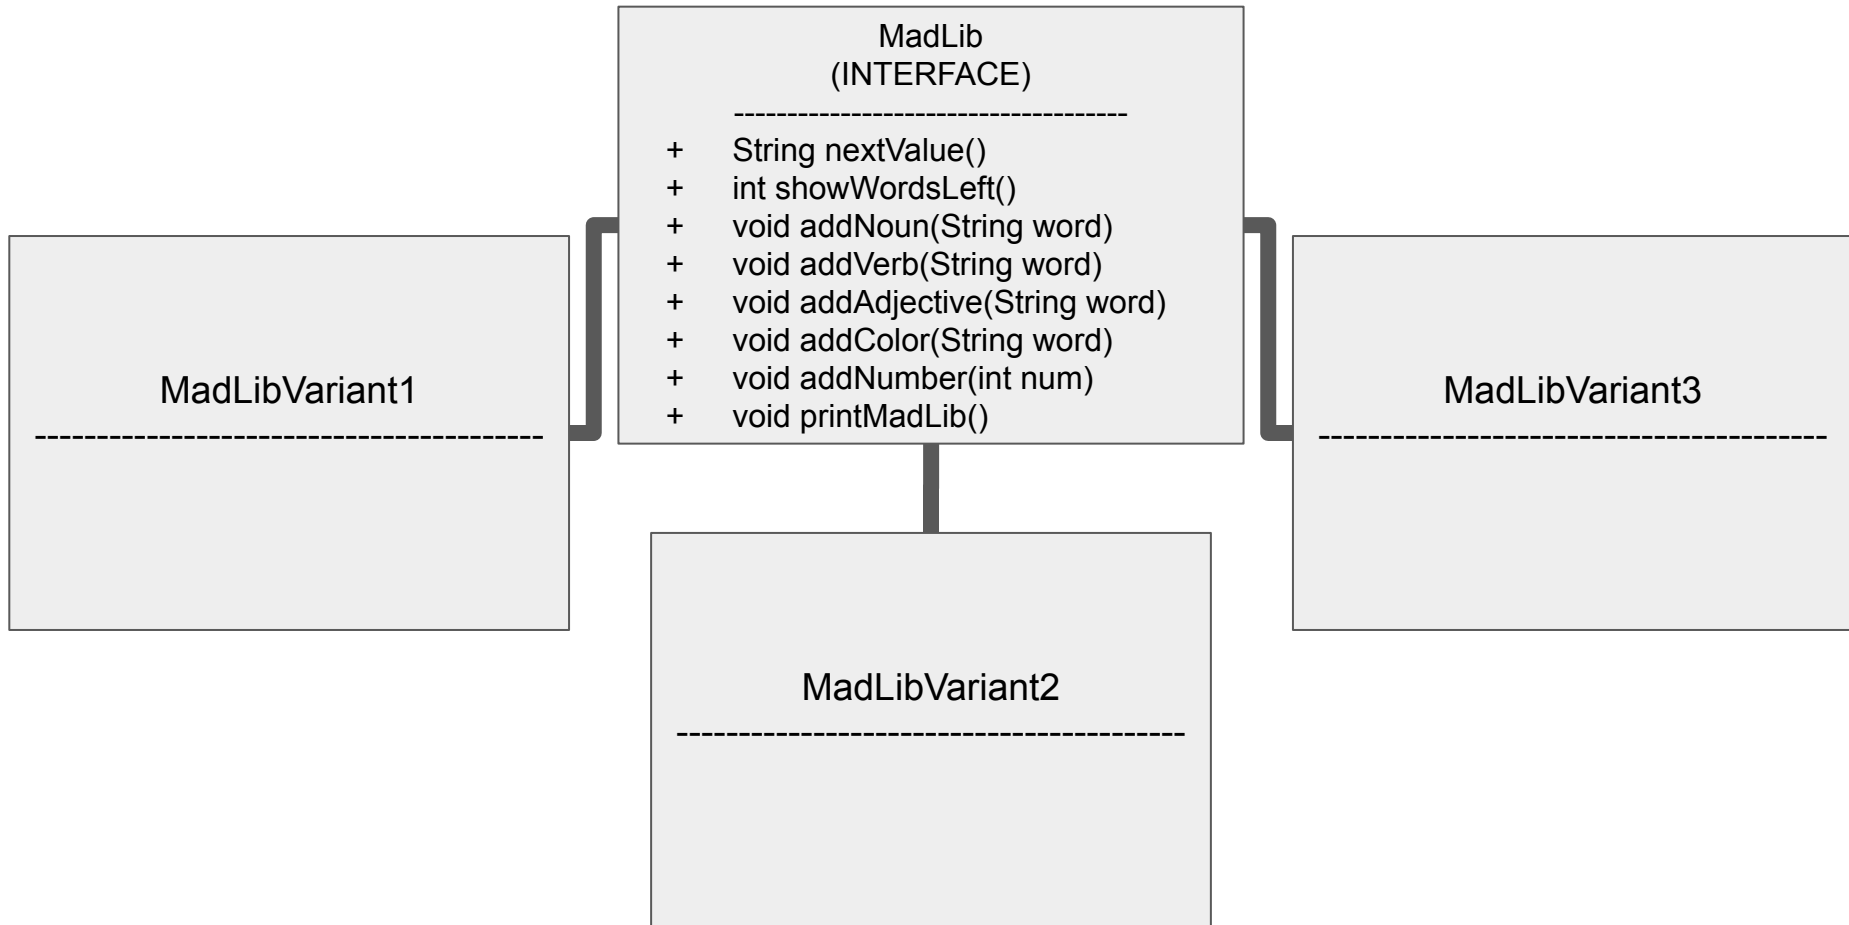 MadLib
(INTERFACE)
-------------------------------------
+ String nextValue()
+ int showWordsLeft()
+ void addNoun(String word)
+ void addVerb(String word)
+ void addAdjective(String word)
+ void addColor(String word)
+ void addNumber(int num)
+ void printMadLib()
MadLibVariant1
-----------------------------------------
MadLibVariant2
-----------------------------------------
MadLibVariant3
-----------------------------------------